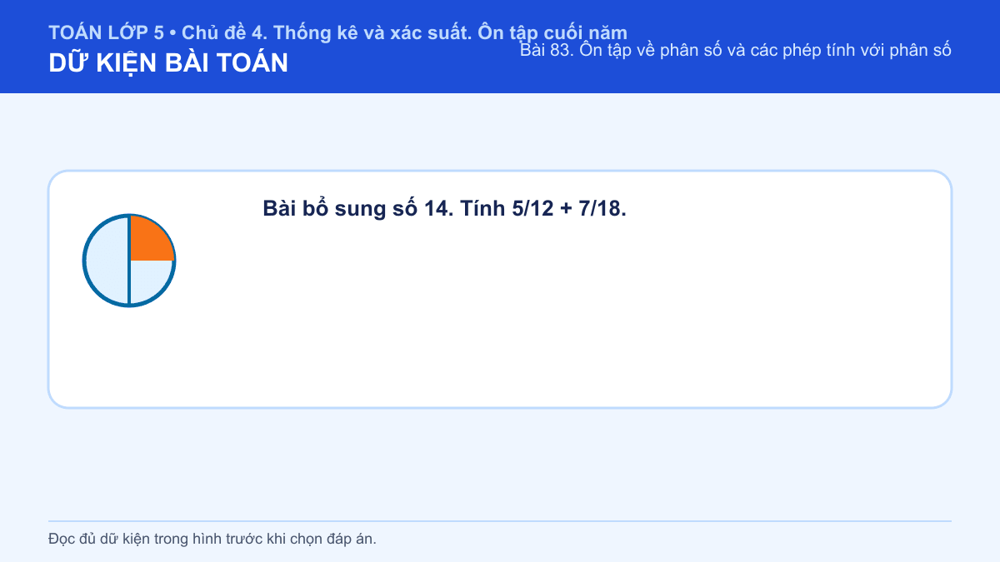 TOÁN LỚP 5 • Chủ đề 4. Thống kê và xác suất. Ôn tập cuối năm
DỮ KIỆN BÀI TOÁN
Bài 83. Ôn tập về phân số và các phép tính với phân số
Bài bổ sung số 14. Tính 5/12 + 7/18.
Đọc đủ dữ kiện trong hình trước khi chọn đáp án.